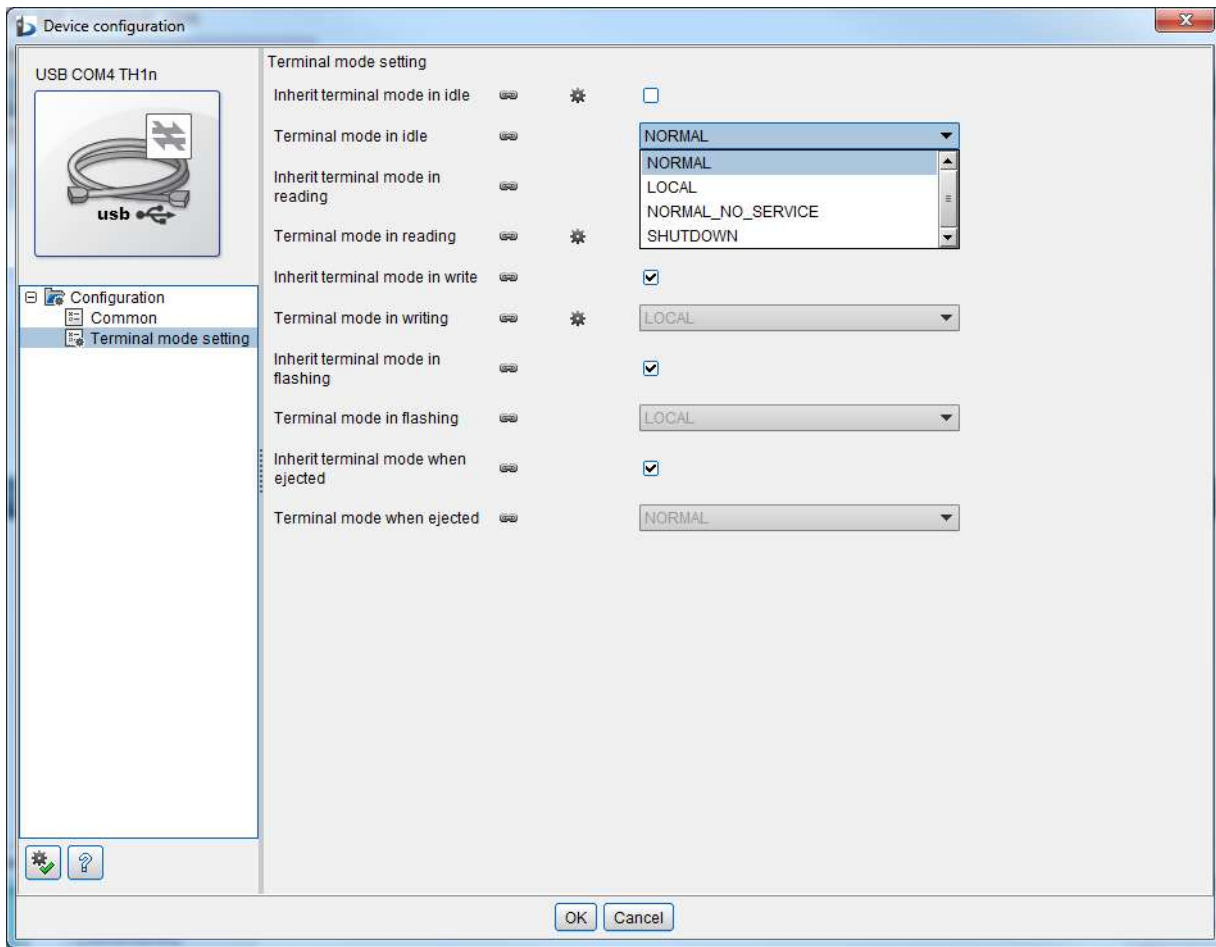 Device configuration
USB COM4 TH1n
usb
Configuration
Common
Terminal mode setting
Terminal mode setting
Inherit terminal mode in idle
Terminal mode in idle
NORMAL
NORMAL
LOCAL
NORMAL_NO_SERVICE
SHUTDOWN
Inherit terminal mode in
reading
Terminal mode in reading
Inherit terminal mode in write
Terminal mode in writing
LOCAL
Inherit terminal mode in
flashing
Terminal mode in flashing
LOCAL
Inherit terminal mode when
ejected
Terminal mode when ejected
NORMAL
?
OK
Cancel